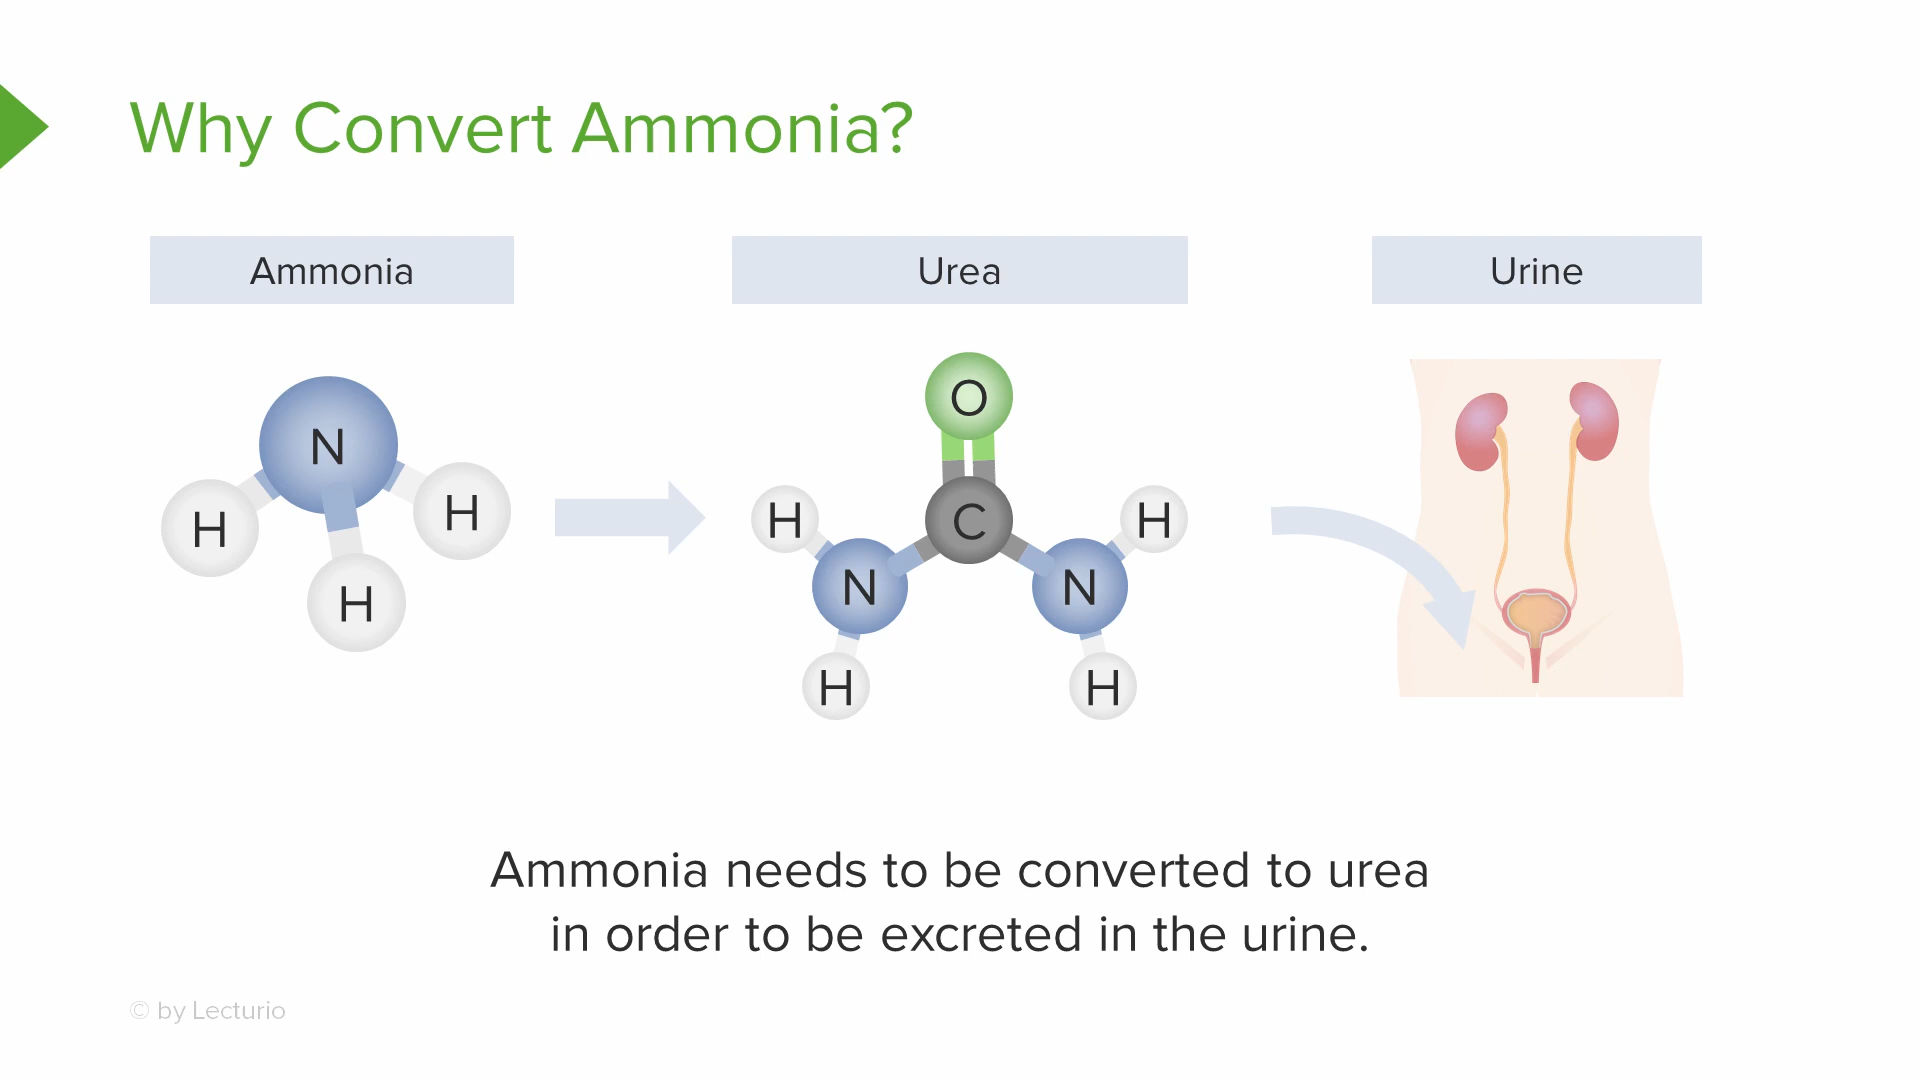 Why Convert Ammonia?
Ammonia
Urea
Urine
N
H
H
H
O
C
H
H
N
N
H
H
Ammonia needs to be converted to urea
in order to be excreted in the urine.
© by Lecturio